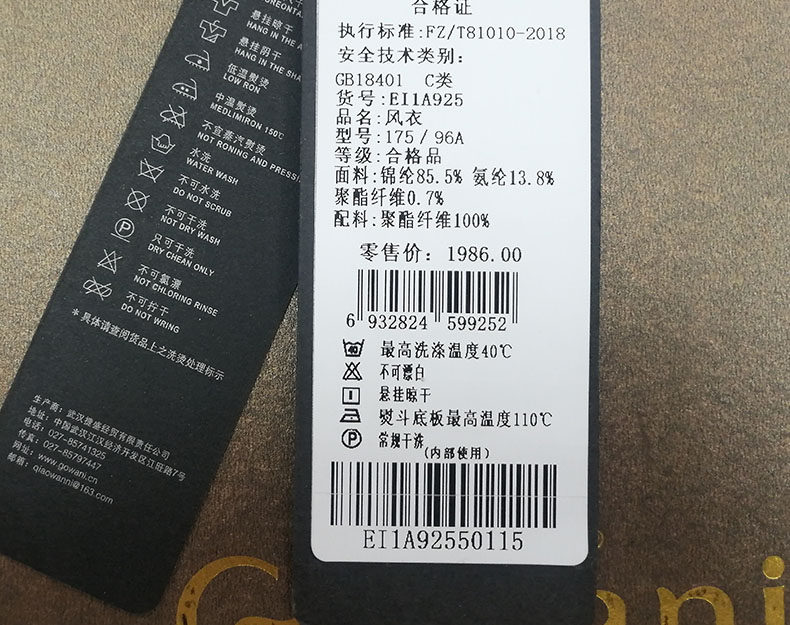 悬挂晾干
HANG IN THE A
悬挂阴干
HANG IN THE SHA
低温熨烫
LOW RON
中温熨烫
MEDLIMIRON 150℃
不宜蒸汽熨烫
NOT RONING AND PRESSI
水洗
WATER WASH
不可水洗
DO NOT SCRUB
不可干洗
NOT DRY WASH
只可干洗
DRY CHEAN ONLY
不可氯漂
NOT CHLORING RINSE
不可拧干
DO NOT WRING
*具体请查阅货品上之洗烫处理标示
生产商：武汉捷盛经贸有限责任公司
地址：中国武汉江汉经济开发区江旺路7号
电话：027-85741325
传真：027-85797447
网址：www.gowani.com
邮箱：qiaowanni@163.com
合格证
执行标准:FZ/T81010-2018
安全技术类别:
GB18401 C类
货号:EI1A925
品名:风衣
型号:175/96A
等级:合格品
面料:锦纶85.5% 氨纶13.8%
聚酯纤维0.7%
配料:聚酯纤维100%
零售价: 1986.00
6 932824 599252
40 最高洗涤温度40℃
不可漂白
悬挂晾干
熨斗底板最高温度110℃
P 常规干洗
(内部使用)
EI1A92550115